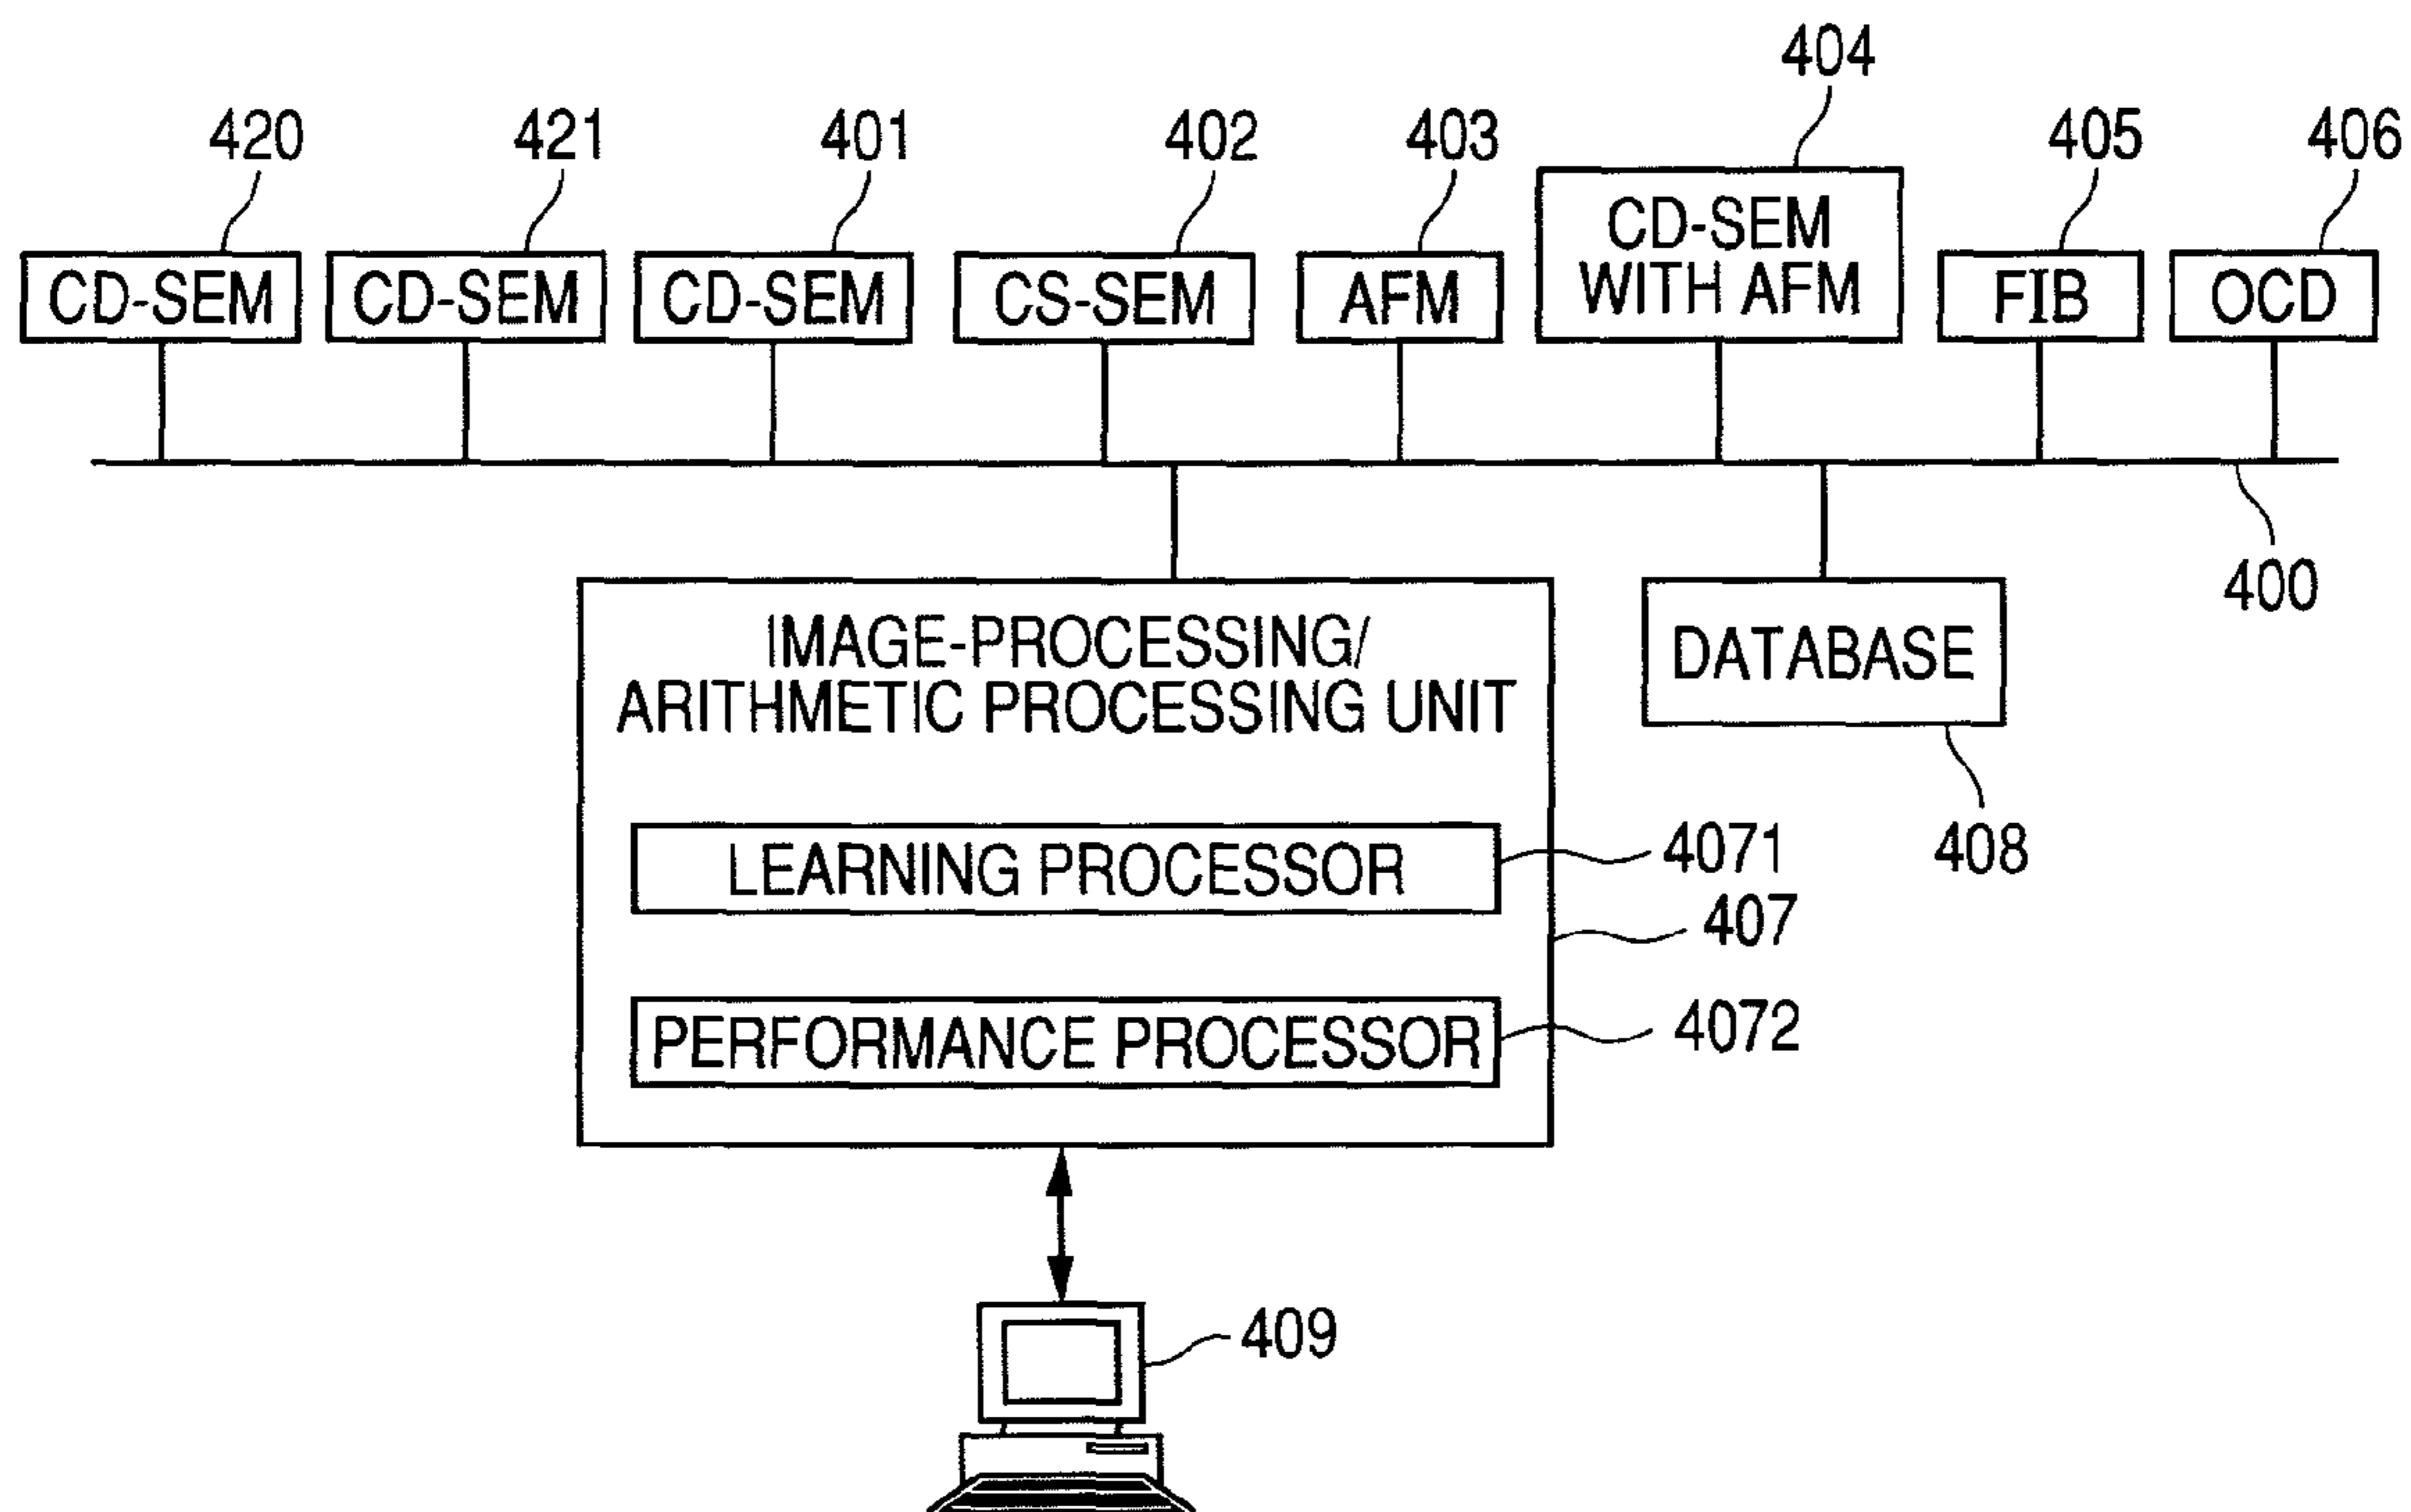 404
420
421
401
402
403
405
406
CD-SEM
CD-SEM
CD-SEM
CS-SEM
AFM
CD-SEM
WITH AFM
FIB
OCD
400
IMAGE-PROCESSING/
ARITHMETIC PROCESSING UNIT
DATABASE
LEARNING PROCESSOR
4071
408
407
PERFORMANCE PROCESSOR
4072
409